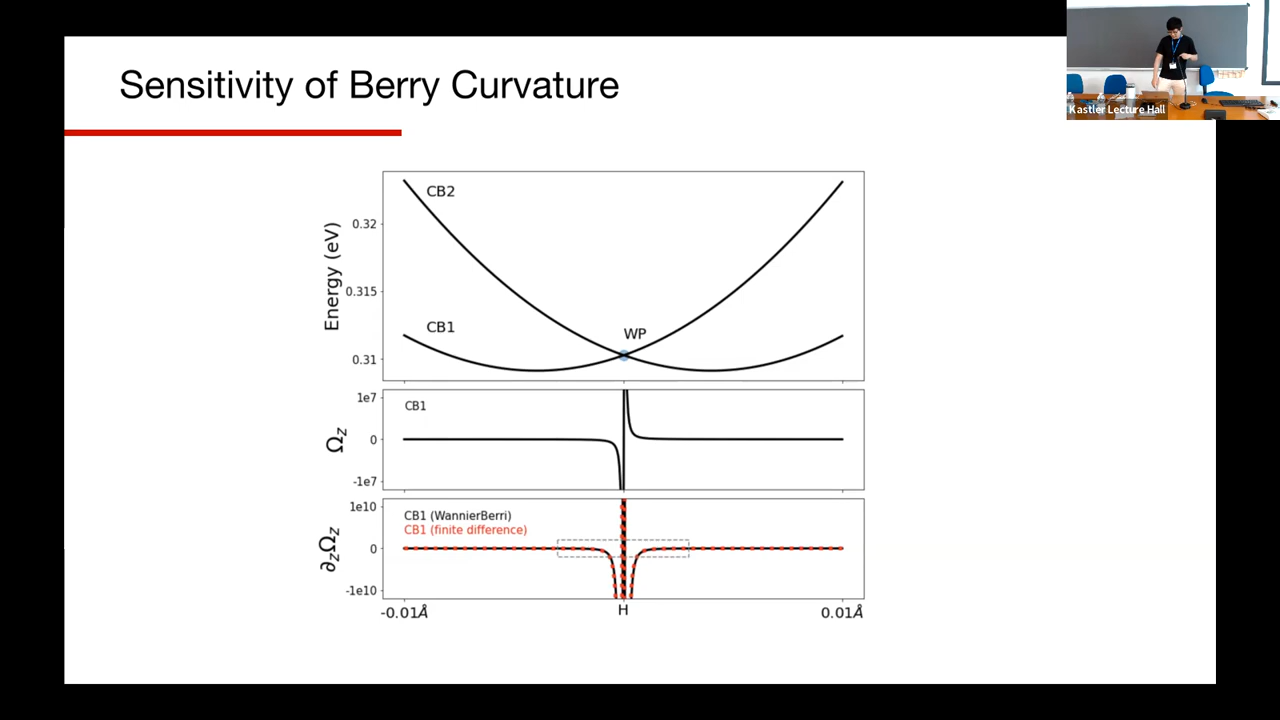 Sensitivity of Berry Curvature
Kastler Lecture Hall
CB2
0.32
Energy (eV)
0.315
CB1
WP
0.31
1e7
CB1
Ω_z
0
-1e7
1e10
CB1 (WannierBerri)
CB1 (finite difference)
∂_zΩ_z
0
-1e10
-0.01Å
H
0.01Å